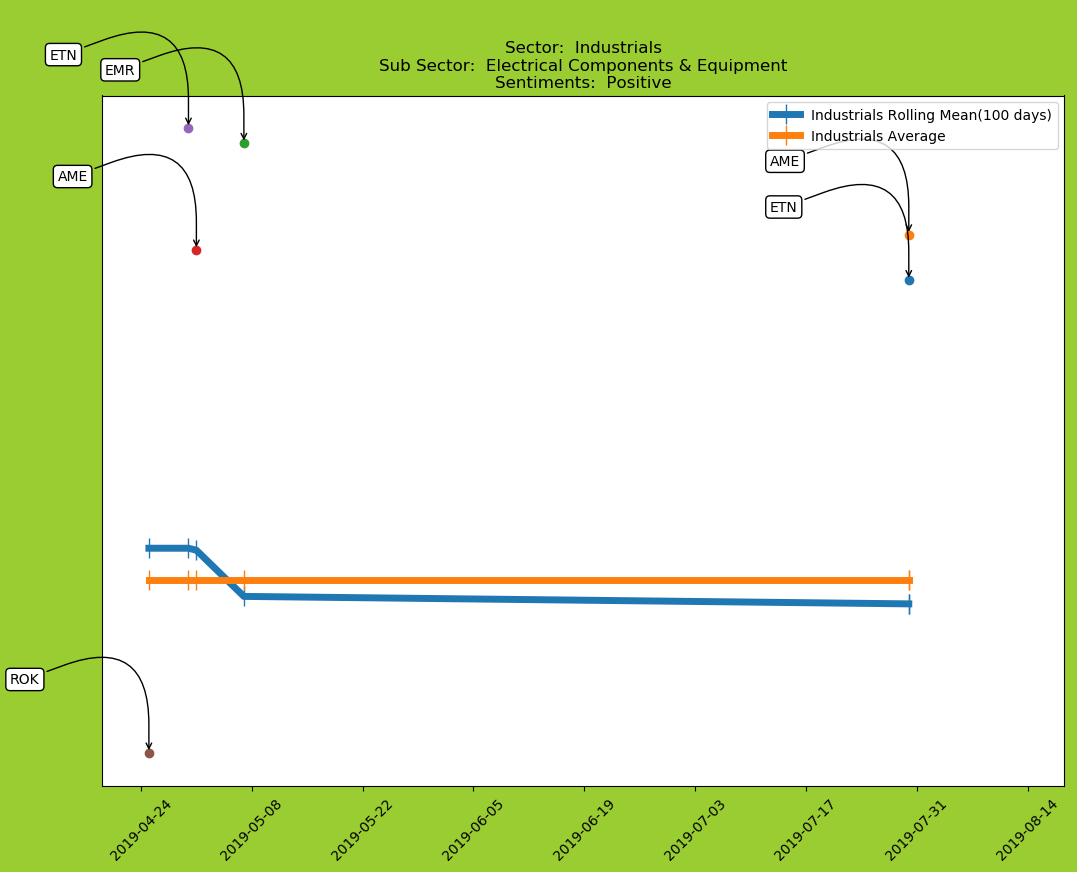 Sector:  Industrials
Sub Sector:  Electrical Components & Equipment
Sentiments:  Positive
ETN
EMR
AME
ROK
Industrials Rolling Mean(100 days)
Industrials Average
AME
ETN
2019-04-24
2019-05-08
2019-05-22
2019-06-05
2019-06-19
2019-07-03
2019-07-17
2019-07-31
2019-08-14